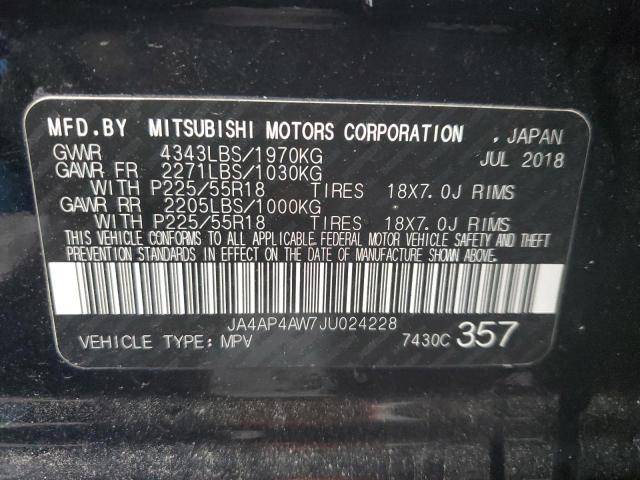 MFD.BY MITSUBISHI MOTORS CORPORATION , JAPAN
GVWR 4343LBS/1970KG JUL 2018
GAWR FR 2271LBS/1030KG
WITH P225/55R18 TIRES 18X7.0J RIMS
GAWR RR 2205LBS/1000KG
WITH P225/55R18 TIRES 18X7.0J RIMS
THIS VEHICLE CONFORMS TO ALL APPLICABLE FEDERAL MOTOR VEHICLE SAFETY AND THEFT
PREVENTION STANDARDS IN EFFECT ON THE DATE OF MANUFACTURE SHOWN ABOVE.
JA4AP4AW7JU024228
VEHICLE TYPE: MPV 7430C 357